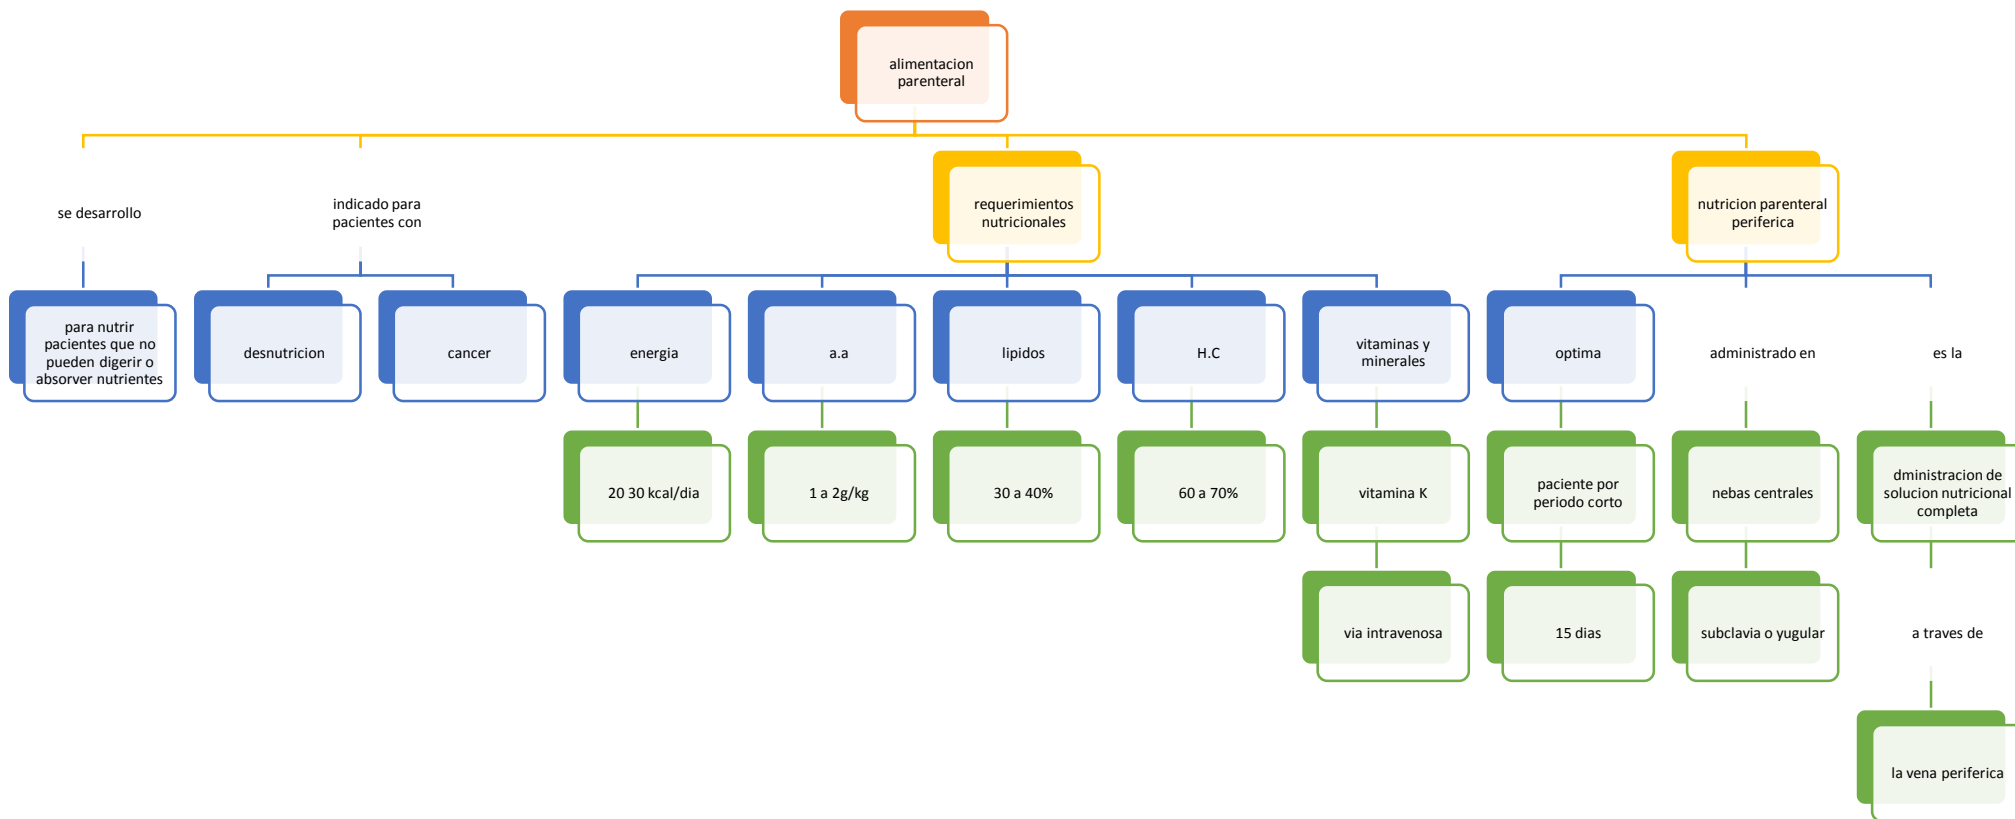 alimentacion
parenteral
se desarrollo
indicado para
pacientes con
requerimientos
nutricionales
nutricion parenteral
periferica
para nutrir
pacientes que no
pueden digerir o
absorver nutrientes
desnutricion
cancer
energia
a.a
lipidos
H.C
vitaminas y
minerales
optima
administrado en
es la
20 30 kcal/dia
1 a 2g/kg
30 a 40%
60 a 70%
vitamina K
paciente por
periodo corto
nebas centrales
dministracion de
solucion nutricional
completa
via intravenosa
15 dias
subclavia o yugular
a traves de
la vena periferica